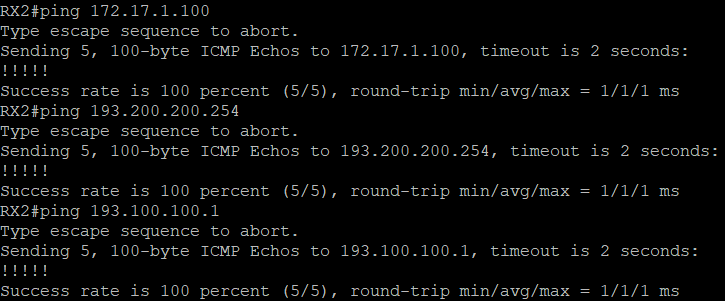 RX2#ping 172.17.1.100
Type escape sequence to abort.
Sending 5, 100-byte ICMP Echos to 172.17.1.100, timeout is 2 seconds:
!!!!!
Success rate is 100 percent (5/5), round-trip min/avg/max = 1/1/1 ms
RX2#ping 193.200.200.254
Type escape sequence to abort.
Sending 5, 100-byte ICMP Echos to 193.200.200.254, timeout is 2 seconds:
!!!!!
Success rate is 100 percent (5/5), round-trip min/avg/max = 1/1/1 ms
RX2#ping 193.100.100.1
Type escape sequence to abort.
Sending 5, 100-byte ICMP Echos to 193.100.100.1, timeout is 2 seconds:
!!!!!
Success rate is 100 percent (5/5), round-trip min/avg/max = 1/1/1 ms